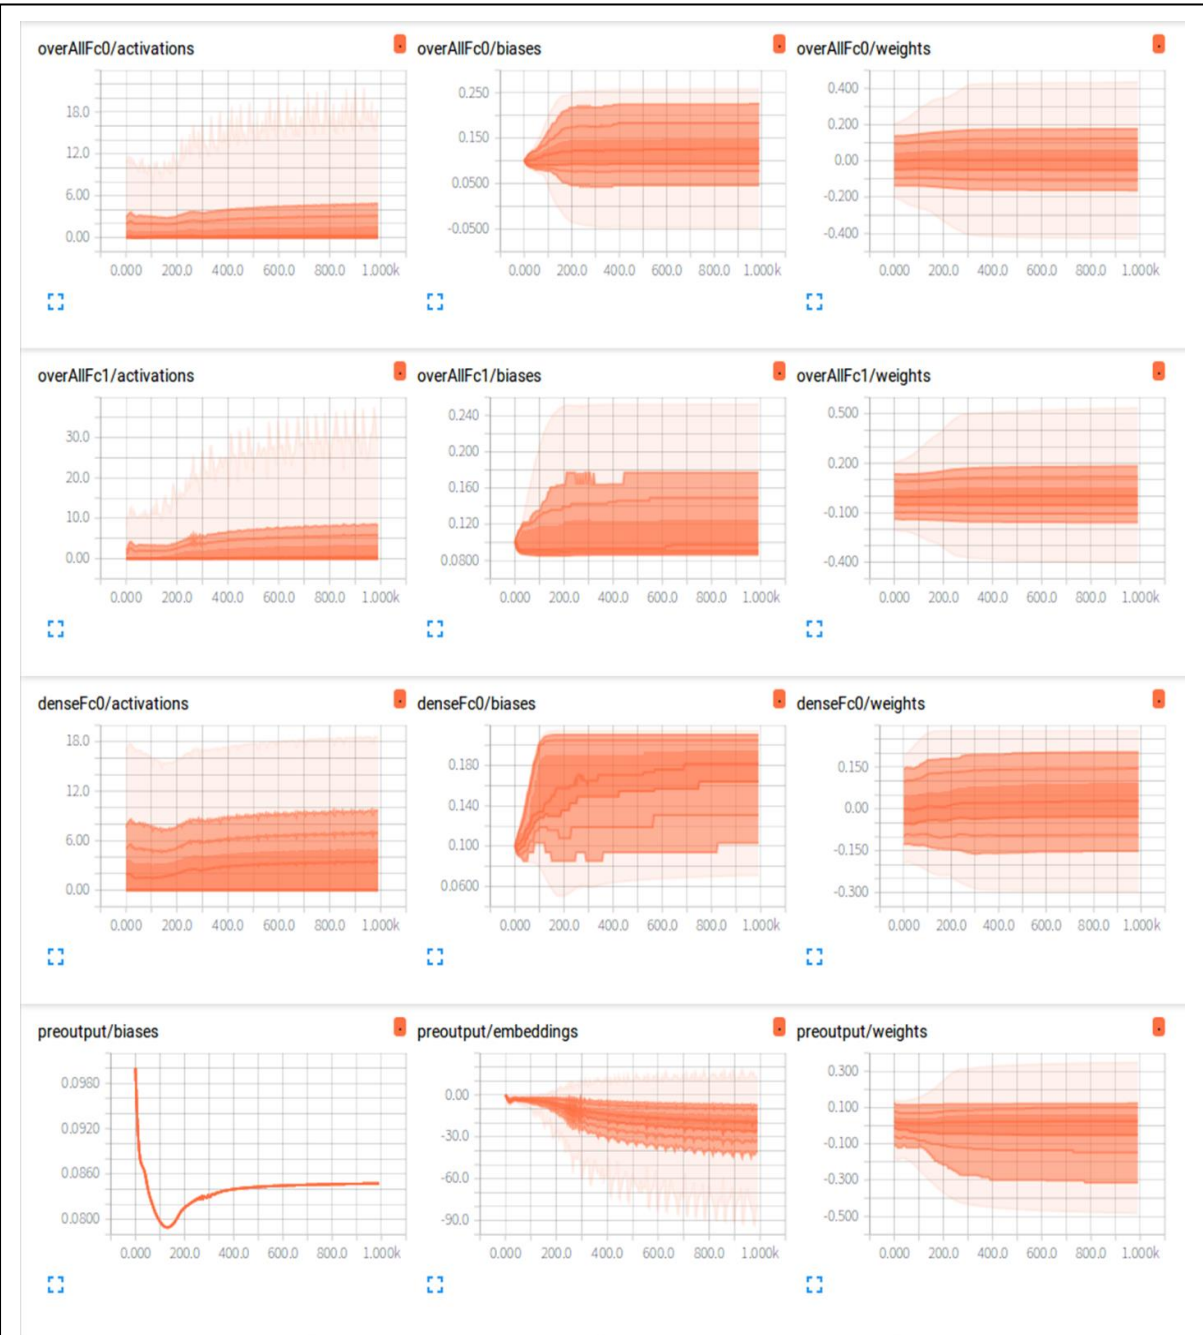 overAllFc0/activations
18.0
12.0
6.00
0.00
0.000 200.0 400.0 600.0 800.0 1.000k
overAllFc0/biases
0.250
0.150
0.0500
-0.0500
0.000 200.0 400.0 600.0 800.0 1.000k
overAllFc0/weights
0.400
0.200
0.00
-0.200
-0.400
0.000 200.0 400.0 600.0 800.0 1.000k
overAllFc1/activations
30.0
20.0
10.0
0.00
0.000 200.0 400.0 600.0 800.0 1.000k
overAllFc1/biases
0.240
0.200
0.160
0.120
0.0800
0.000 200.0 400.0 600.0 800.0 1.000k
overAllFc1/weights
0.500
0.200
-0.100
-0.400
0.000 200.0 400.0 600.0 800.0 1.000k
denseFc0/activations
18.0
12.0
6.00
0.00
0.000 200.0 400.0 600.0 800.0 1.000k
denseFc0/biases
0.180
0.140
0.100
0.0600
0.000 200.0 400.0 600.0 800.0 1.000k
denseFc0/weights
0.150
0.00
-0.150
-0.300
0.000 200.0 400.0 600.0 800.0 1.000k
preoutput/biases
0.0980
0.0920
0.0860
0.0800
0.000 200.0 400.0 600.0 800.0 1.000k
preoutput/embeddings
0.00
-30.0
-60.0
-90.0
0.000 200.0 400.0 600.0 800.0 1.000k
preoutput/weights
0.300
0.100
-0.100
-0.300
-0.500
0.000 200.0 400.0 600.0 800.0 1.000k